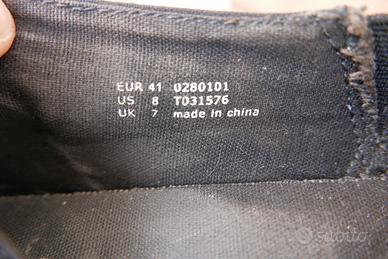 EUR 41 0280101
US 8 T031576
UK 7 made in china
subito